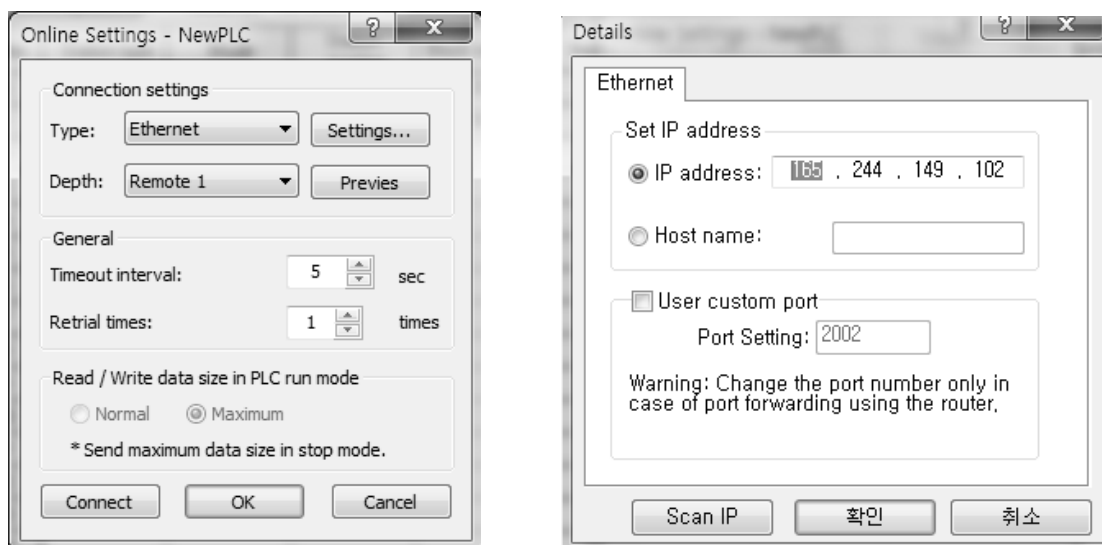 Online Settings - NewPLC
Connection settings
Type: Ethernet Settings...
Depth: Remote 1 Previes
General
Timeout interval: 5 sec
Retrial times: 1 times
Read / Write data size in PLC run mode
Normal Maximum
* Send maximum data size in stop mode.
Connect OK Cancel
Details
Ethernet
Set IP address
IP address: 165 . 244 . 149 . 102
Host name:
User custom port
Port Setting: 2002
Warning: Change the port number only in
case of port forwarding using the router,
Scan IP 확인 취소